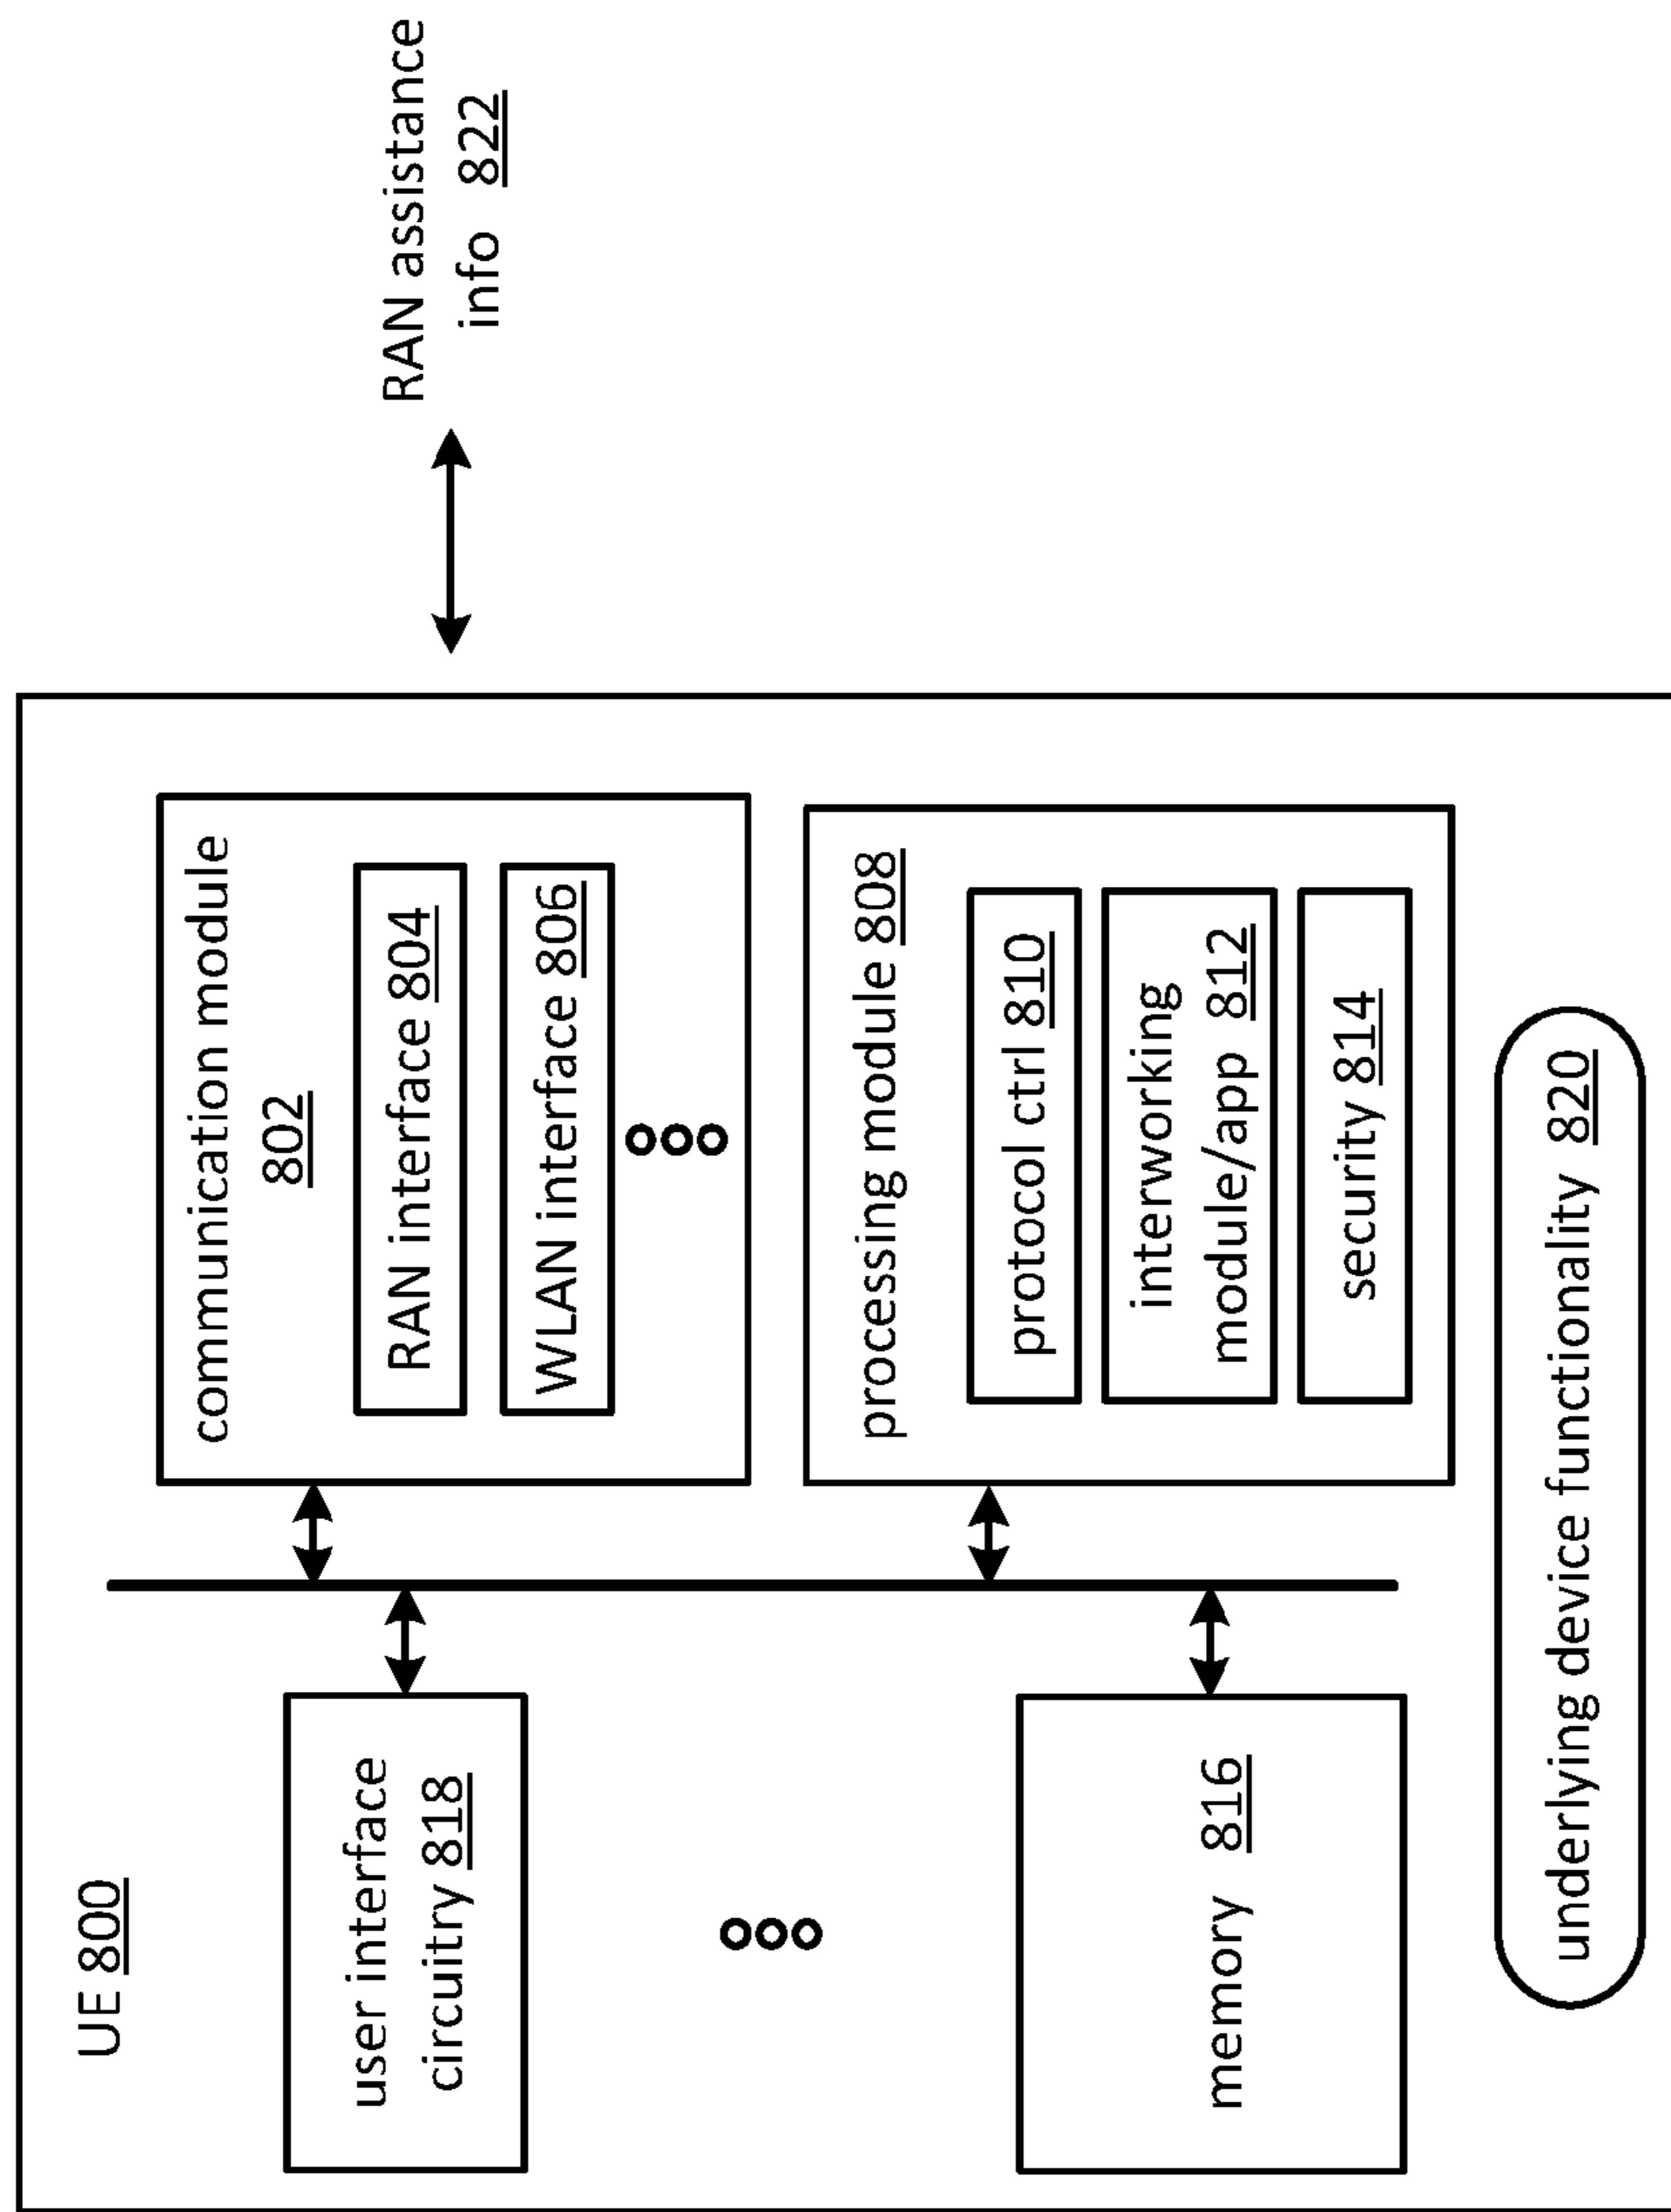 UE 800
user interface
circuitry 818
memory 816
communication module
802
RAN interface 804
WLAN interface 806
processing module 808
protocol ctrl 810
interworking
module/app 812
security 814
underlying device functionality 820
RAN assistance
info 822